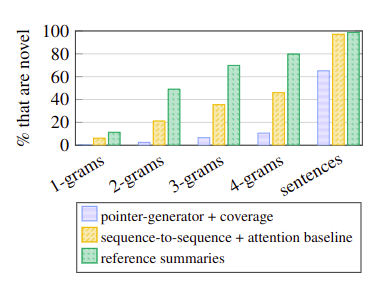 % that are novel
100
80
60
40
20
0
1-grams
2-grams
3-grams
4-grams
sentences
pointer-generator + coverage
sequence-to-sequence + attention baseline
reference summaries